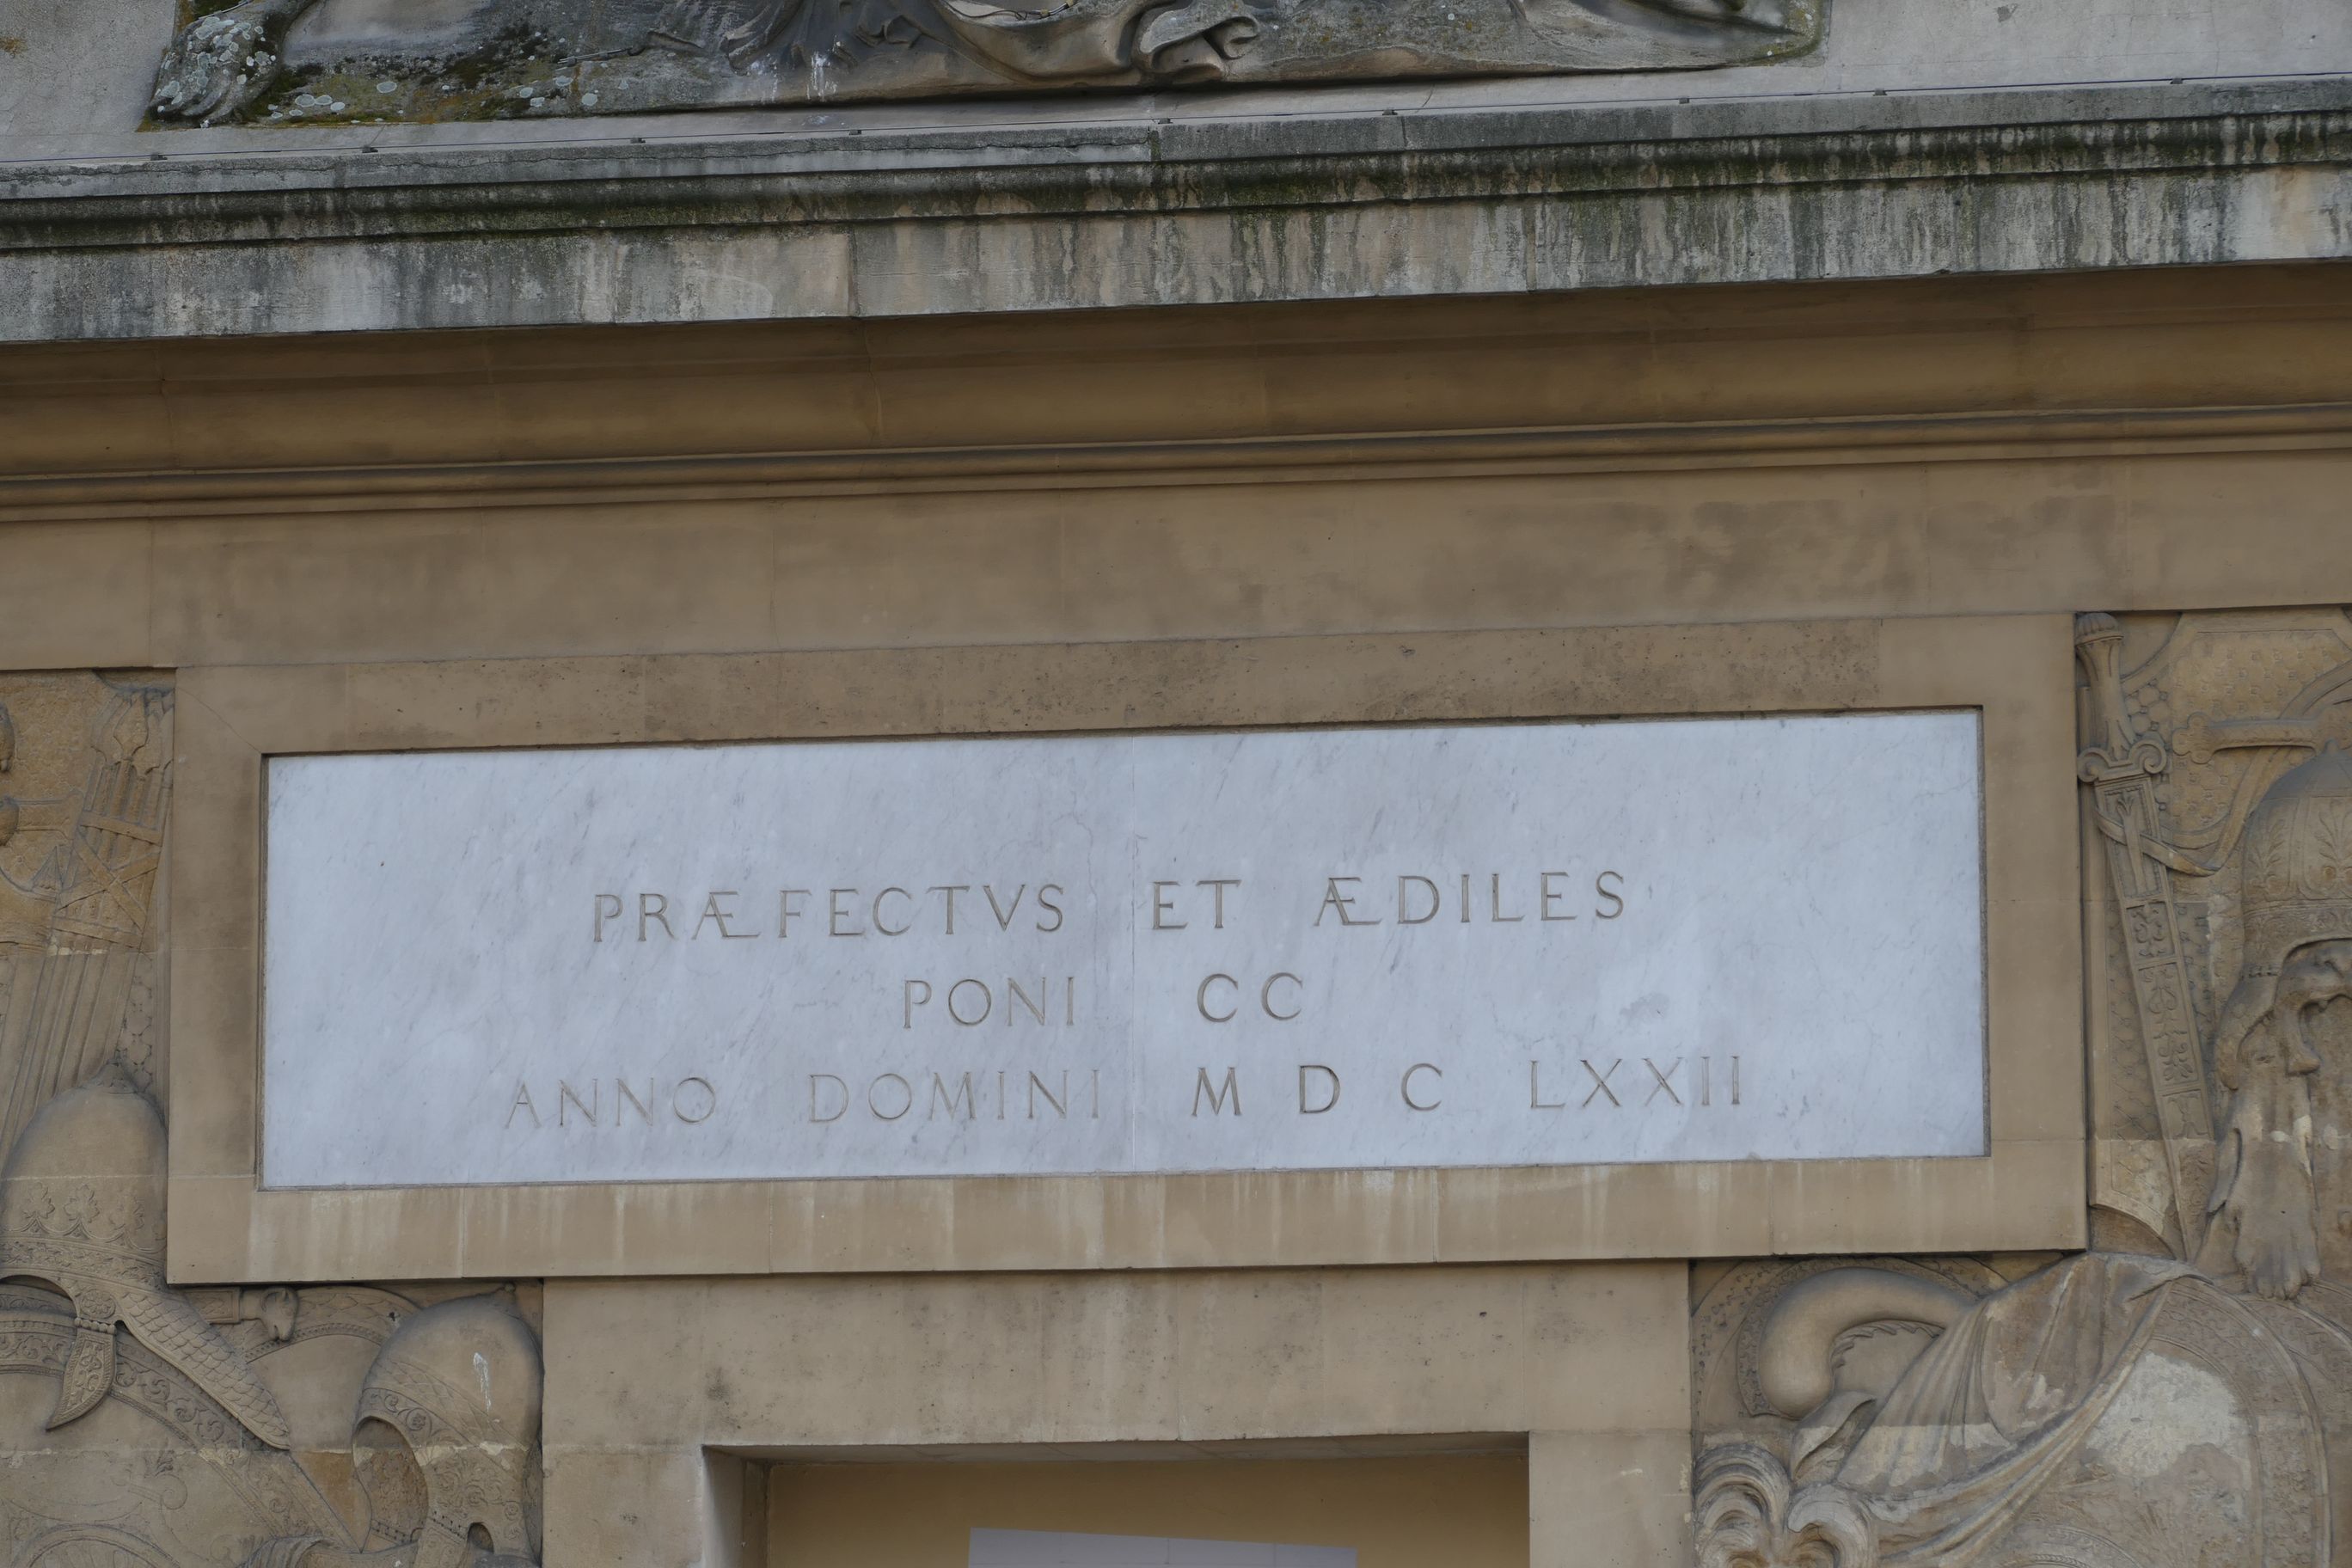 PRÆFECTVS ET ÆDILES
PONI CC
ANNO DOMINI M D C LXXII